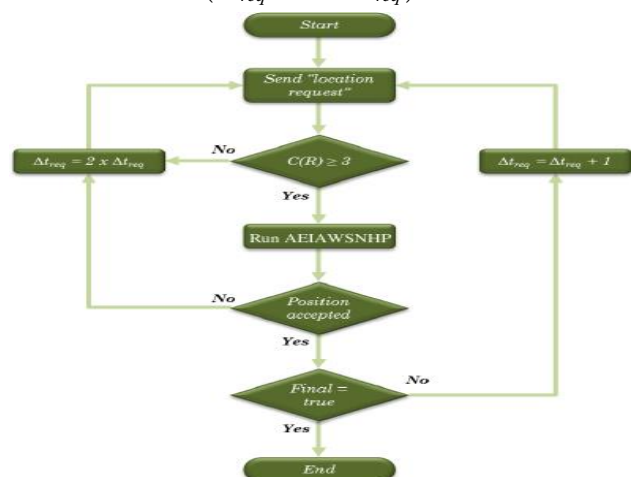 Start
Send "location
request"
No
C(R) ≥ 3
Δt_req = 2 x Δt_req
Δt_req = Δt_req + 1
Yes
Run AEIAWSNHP
No
Position
accepted
Yes
Final =
true
No
Yes
End